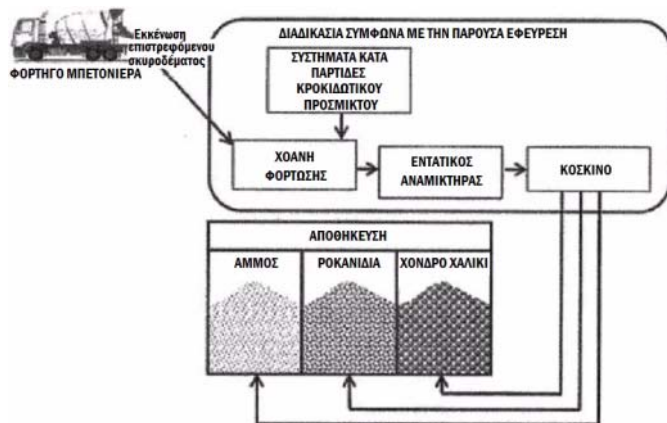 ΦΟΡΤΗΓΟ ΜΠΕΤΟΝΙΕΡΑ
Εκκένωση
επιστρεφόμενου
σκυροδέματος
ΔΙΑΔΙΚΑΣΙΑ ΣΥΜΦΩΝΑ ΜΕ ΤΗΝ ΠΑΡΟΥΣΑ ΕΦΕΥΡΕΣΗ
ΣΥΣΤΗΜΑΤΑ ΚΑΤΑ
ΠΑΡΤΙΔΕΣ
ΚΡΟΚΙΔΩΤΙΚΟΥ
ΠΡΟΣΜΙΚΤΟΥ
ΧΟΑΝΗ
ΦΟΡΤΩΣΗΣ
ΕΝΤΑΤΙΚΟΣ
ΑΝΑΜΙΚΤΗΡΑΣ
ΚΟΣΚΙΝΟ
ΑΠΟΘΗΚΕΥΣΗ
ΑΜΜΟΣ
ΡΟΚΑΝΙΔΙΑ
ΧΟΝΔΡΟ ΧΑΛΙΚΙ